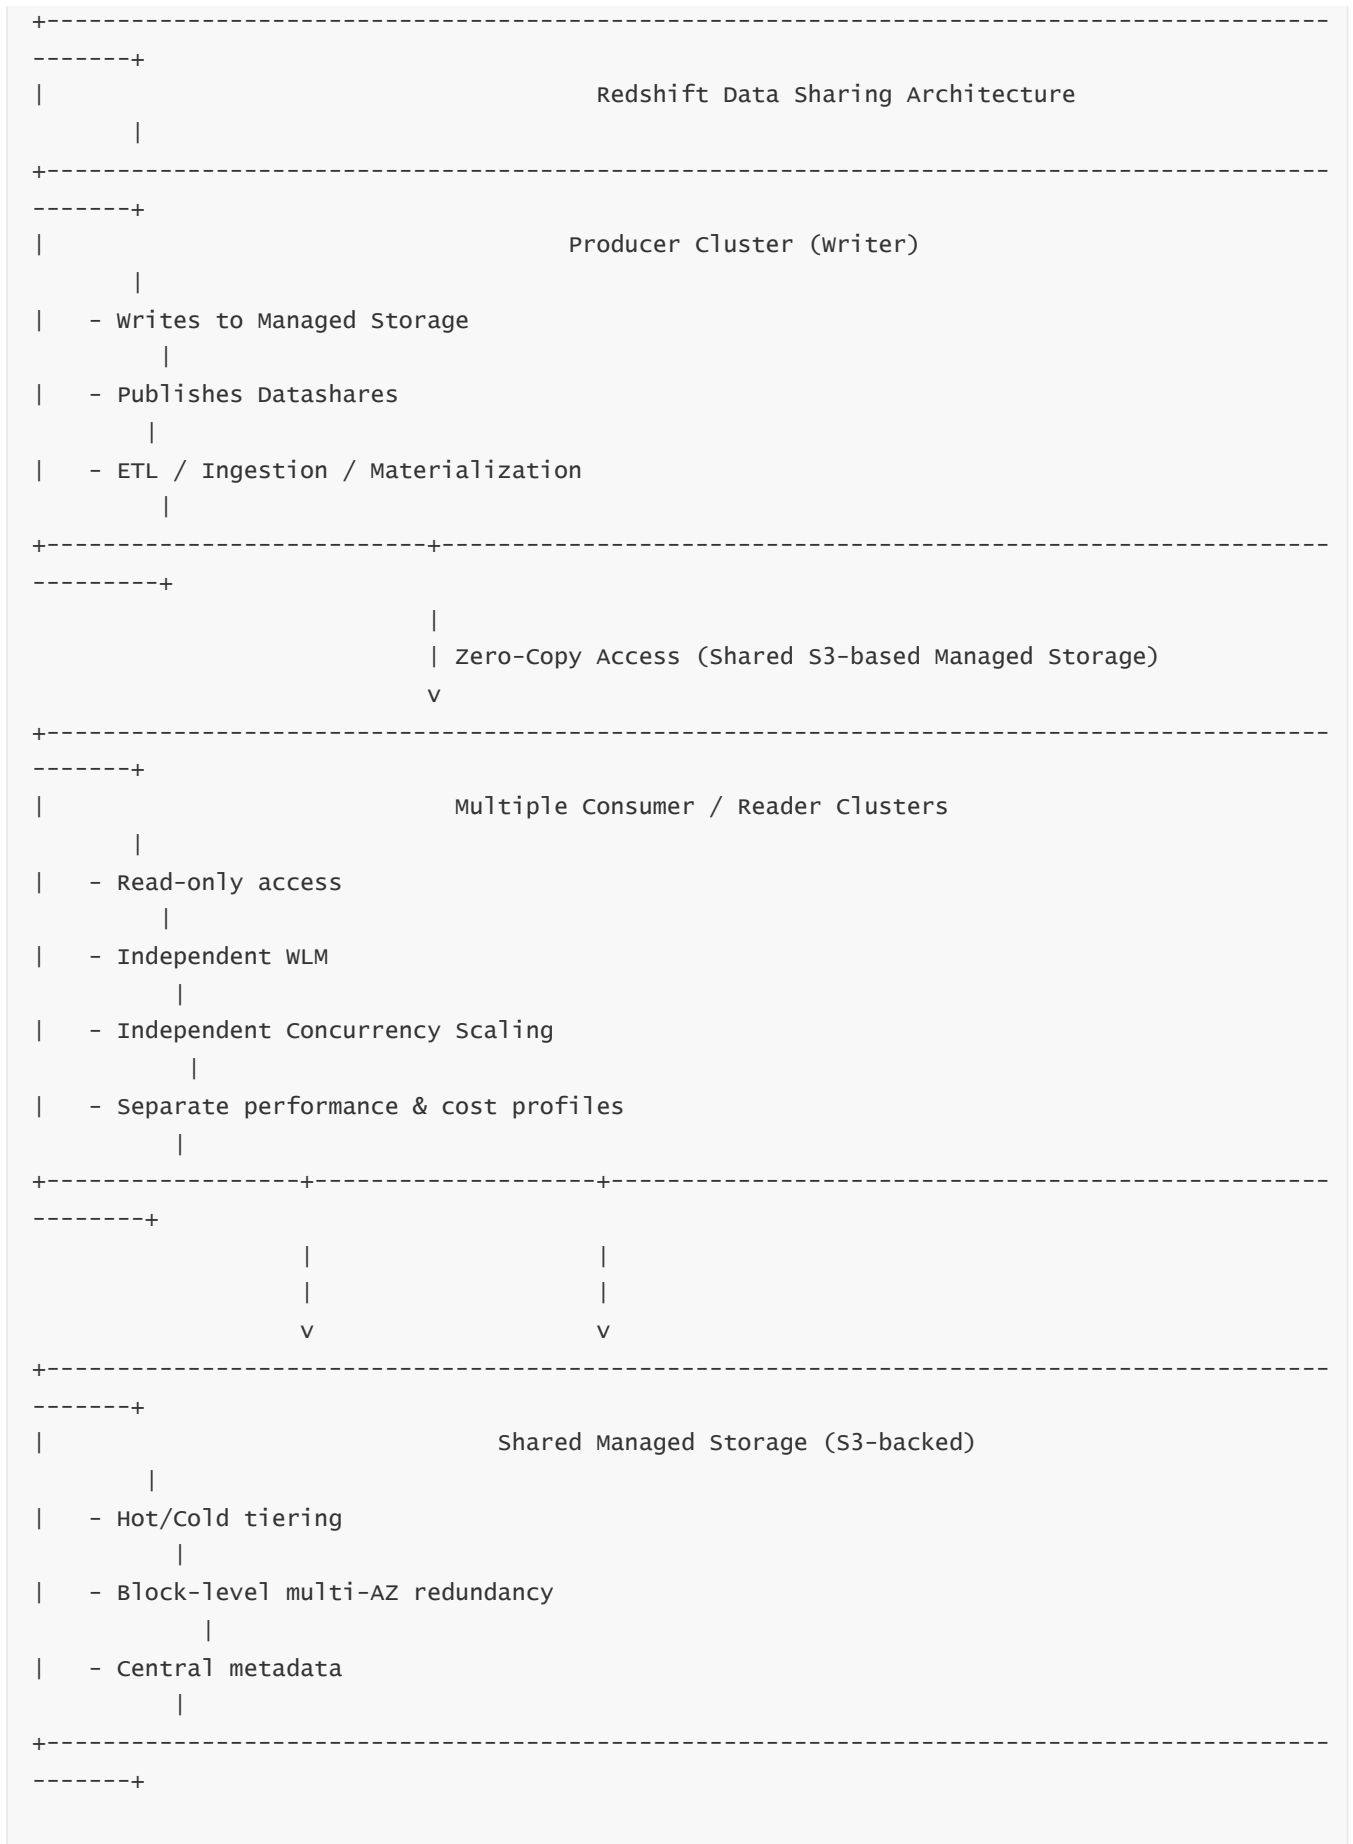 +-------------------------------------------------------------------------------------------
-------+
|                                       Redshift Data Sharing Architecture
       |
+-------------------------------------------------------------------------------------------
-------+
|                                     Producer Cluster (Writer)
       |
|   - Writes to Managed Storage
         |
|   - Publishes Datashares
        |
|   - ETL / Ingestion / Materialization
         |
+---------------------------+---------------------------------------------------------------
---------+
                            |
                            | Zero-Copy Access (Shared S3-based Managed Storage)
                            v
+-------------------------------------------------------------------------------------------
-------+
|                             Multiple Consumer / Reader Clusters
       |
|   - Read-only access
         |
|   - Independent WLM
          |
|   - Independent Concurrency Scaling
           |
|   - Separate performance & cost profiles
          |
+------------------+--------------------+---------------------------------------------------
--------+
                   |                    |
                   |                    |
                   v                    v
+-------------------------------------------------------------------------------------------
-------+
|                                Shared Managed Storage (S3-backed)
        |
|   - Hot/Cold tiering
          |
|   - Block-level multi-AZ redundancy
            |
|   - Central metadata
          |
+-------------------------------------------------------------------------------------------
-------+